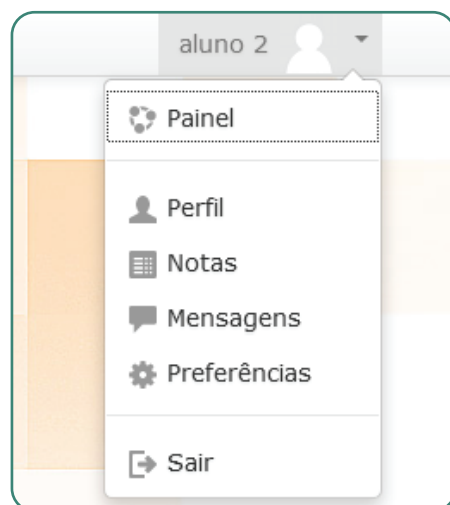 aluno 2
Painel
Perfil
Notas
Mensagens
Preferências
Sair